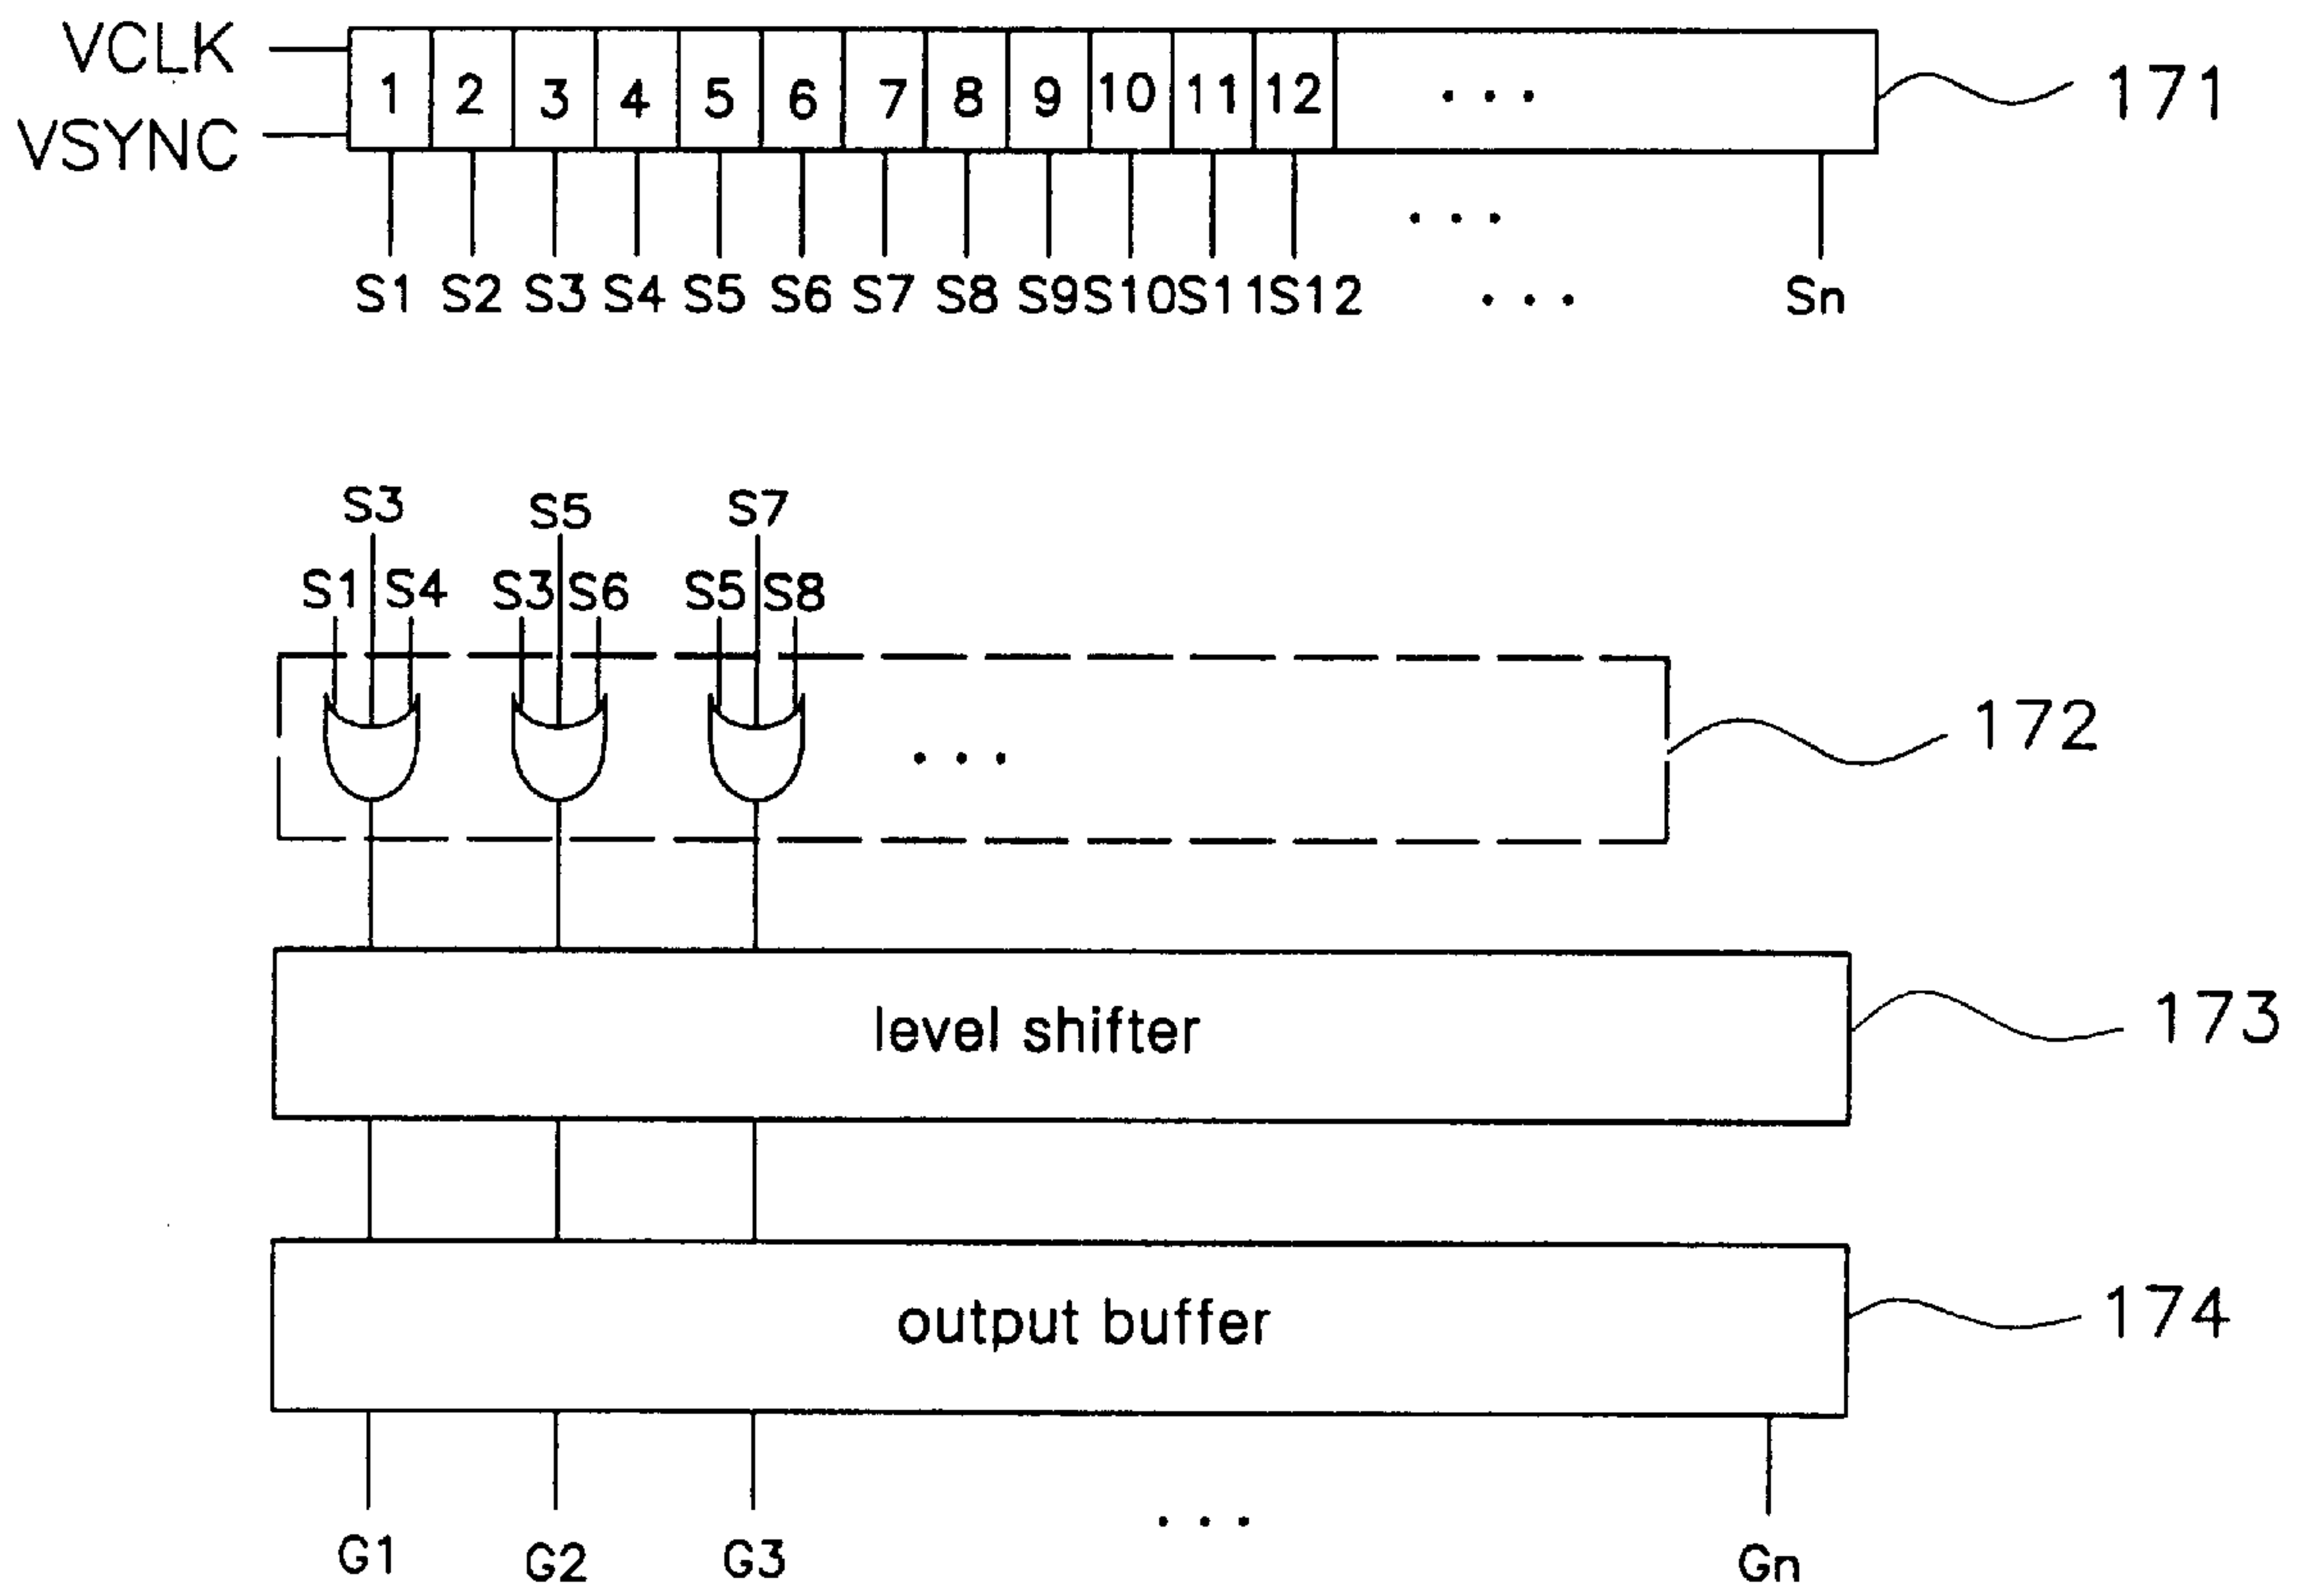 VCLK
VSYNC
1 2 3 4 5 6 7 8 9 10 11 12 ...
171
S1 S2 S3 S4 S5 S6 S7 S8 S9 S10 S11 S12 ... Sn
S3 S5 S7
S1 S4 S3 S6 S5 S8
172
...
level shifter
173
output buffer
174
G1 G2 G3 ... Gn